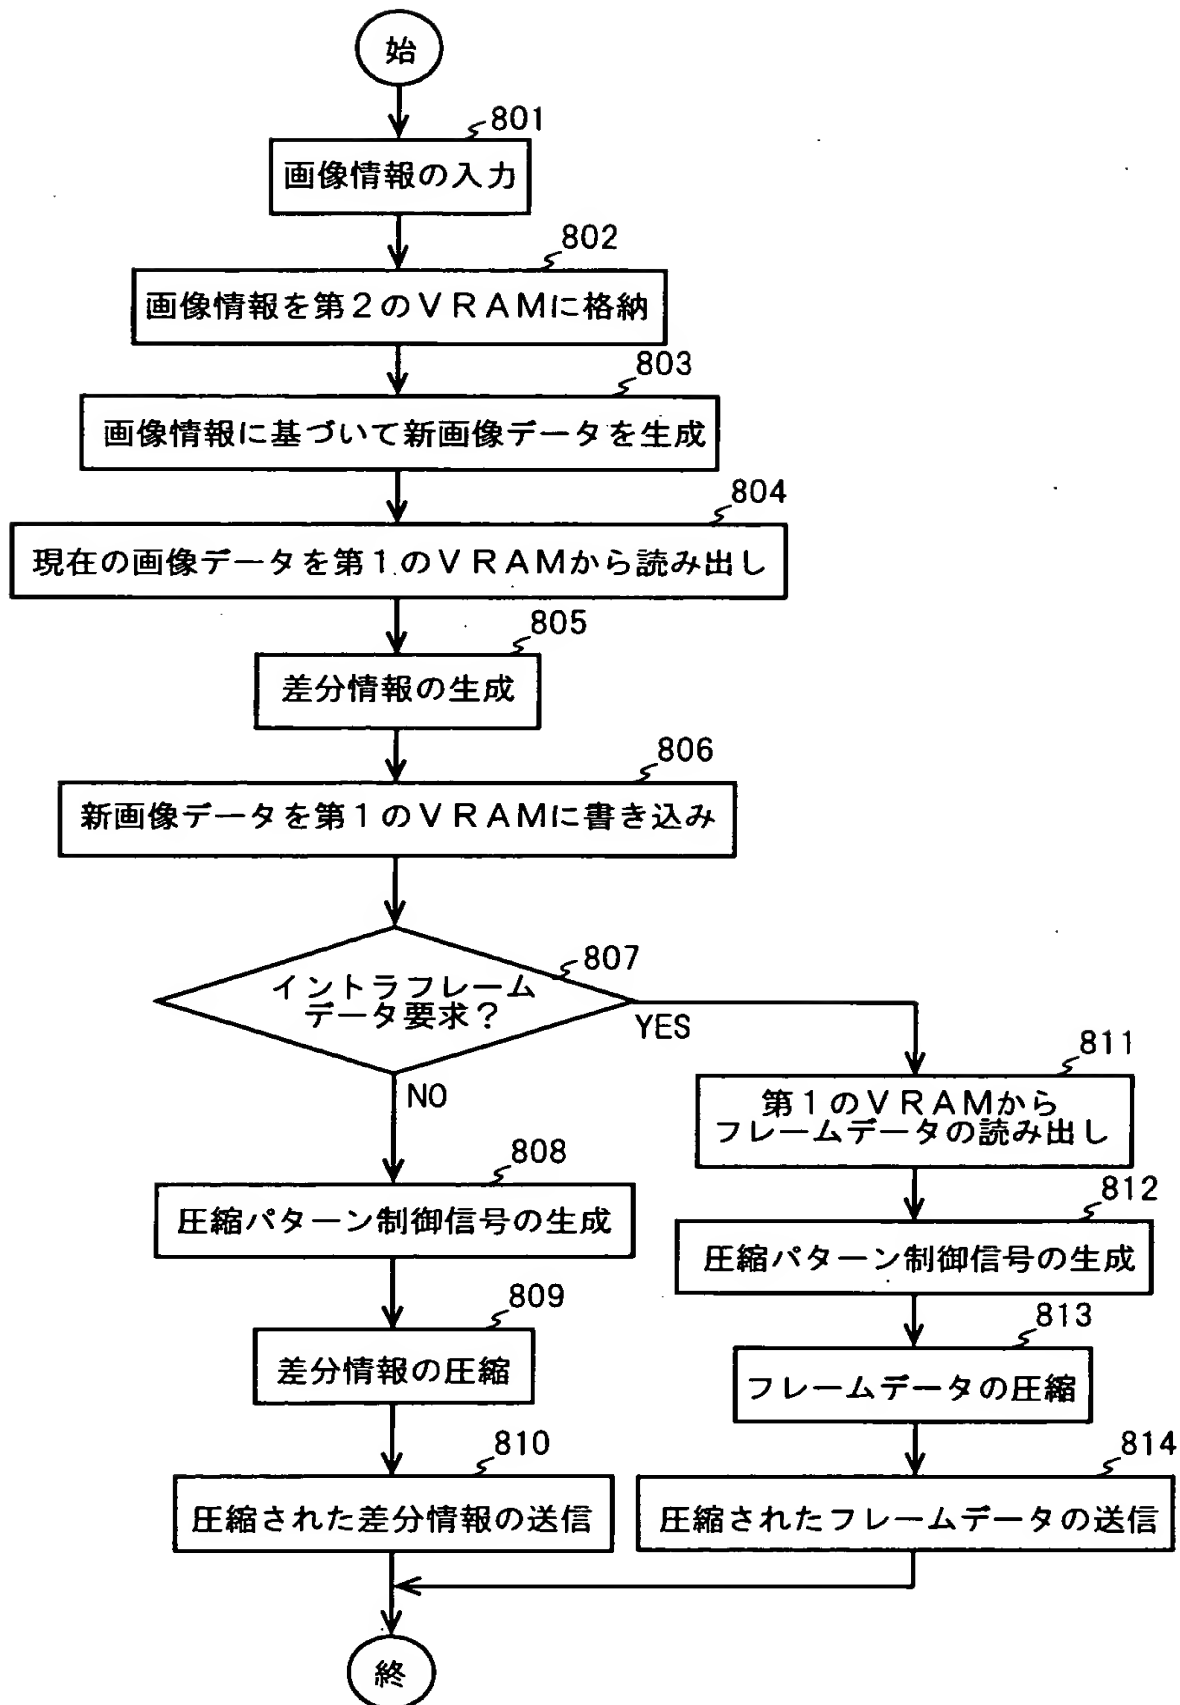 始
801
画像情報の入力
802
画像情報を第2のVRAMに格納
803
画像情報に基づいて新画像データを生成
804
現在の画像データを第1のVRAMから読み出し
805
差分情報の生成
806
新画像データを第1のVRAMに書き込み
807
イントラフレーム
データ要求?
YES
NO
811
第1のVRAMから
フレームデータの読み出し
808
圧縮パターン制御信号の生成
812
圧縮パターン制御信号の生成
809
差分情報の圧縮
813
フレームデータの圧縮
810
圧縮された差分情報の送信
814
圧縮されたフレームデータの送信
終